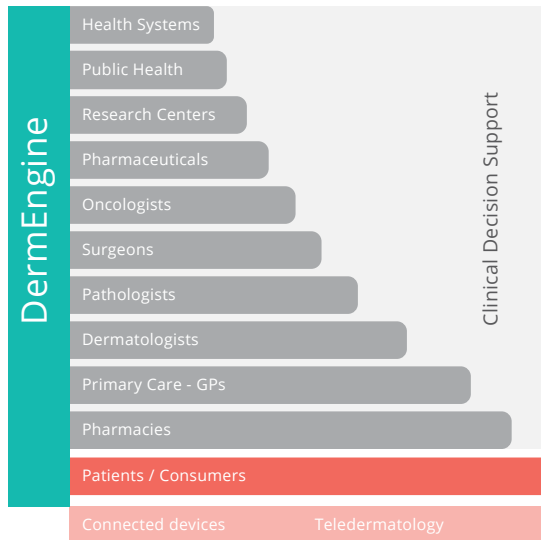 DermEngine
Health Systems
Public Health
Research Centers
Pharmaceuticals
Oncologists
Surgeons
Pathologists
Dermatologists
Primary Care - GPs
Pharmacies
Clinical Decision Support
Patients / Consumers
Connected devices Teledermatology